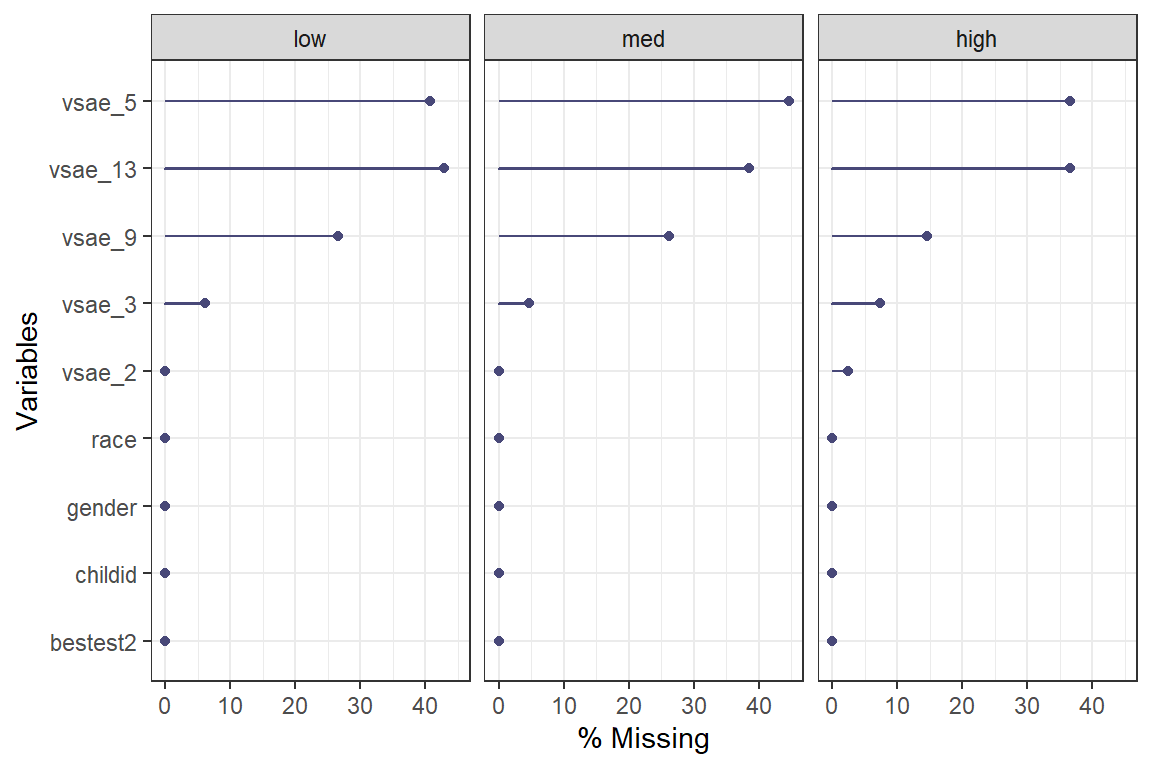 low med high
vsae_5
vsae_13
vsae_9
vsae_3
vsae_2
race
gender
childid
bestest2
Variables
0 10 20 30 40 0 10 20 30 40 0 10 20 30 40
% Missing